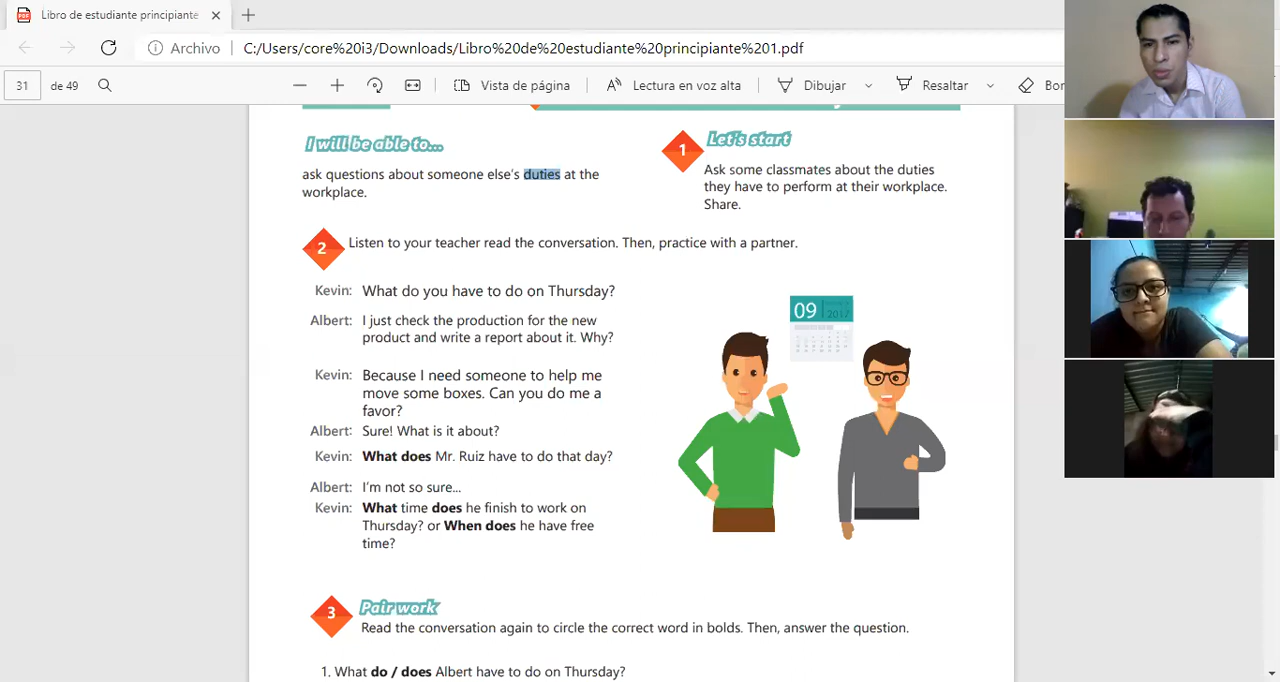 Libro de estudiante principiante
Archivo C:/Users/core%20i3/Downloads/Libro%20de%20estudiante%20principiante%201.pdf
31 de 49 Vista de página Lectura en voz alta Dibujar Resaltar Bor
I will be able to...
ask questions about someone else's duties at the
workplace.
1 Let's start
Ask some classmates about the duties
they have to perform at their workplace.
Share.
2 Listen to your teacher read the conversation. Then, practice with a partner.
Kevin: What do you have to do on Thursday?
Albert: I just check the production for the new
product and write a report about it. Why?
Kevin: Because I need someone to help me
move some boxes. Can you do me a
favor?
Albert: Sure! What is it about?
Kevin: What does Mr. Ruiz have to do that day?
Albert: I'm not so sure...
Kevin: What time does he finish to work on
Thursday? or When does he have free
time?
09 2017
3 Pair work
Read the conversation again to circle the correct word in bolds. Then, answer the question.
1. What do / does Albert have to do on Thursday?